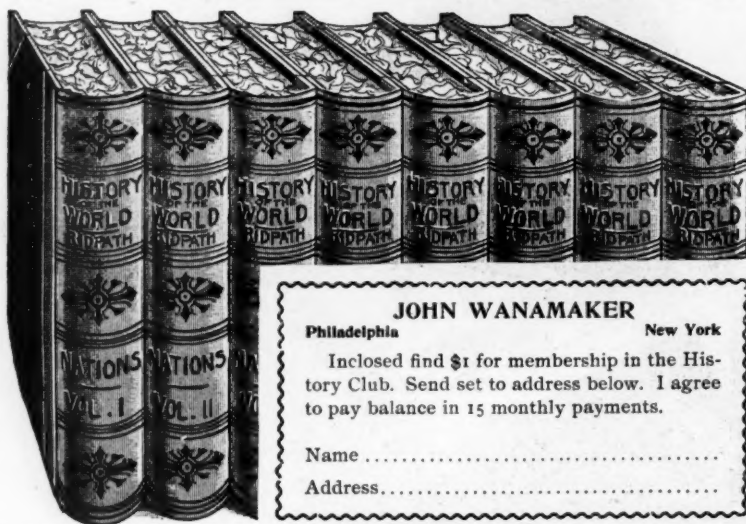 HISTORY
OF THE
WORLD
RIDPATH
NATIONS
VOL. I
HISTORY
OF THE
WORLD
RIDPATH
NATIONS
VOL. II
HISTORY
OF THE
WORLD
RIDPATH
HISTORY
OF THE
WORLD
RIDPATH
HISTORY
OF THE
WORLD
RIDPATH
HISTORY
OF THE
WORLD
RIDPATH
HISTORY
OF THE
WORLD
RIDPATH
HISTORY
OF THE
WORLD
RIDPATH
JOHN WANAMAKER
Philadelphia New York
Inclosed find $1 for membership in the His-
tory Club. Send set to address below. I agree
to pay balance in 15 monthly payments.
Name ........................................
Address........................................